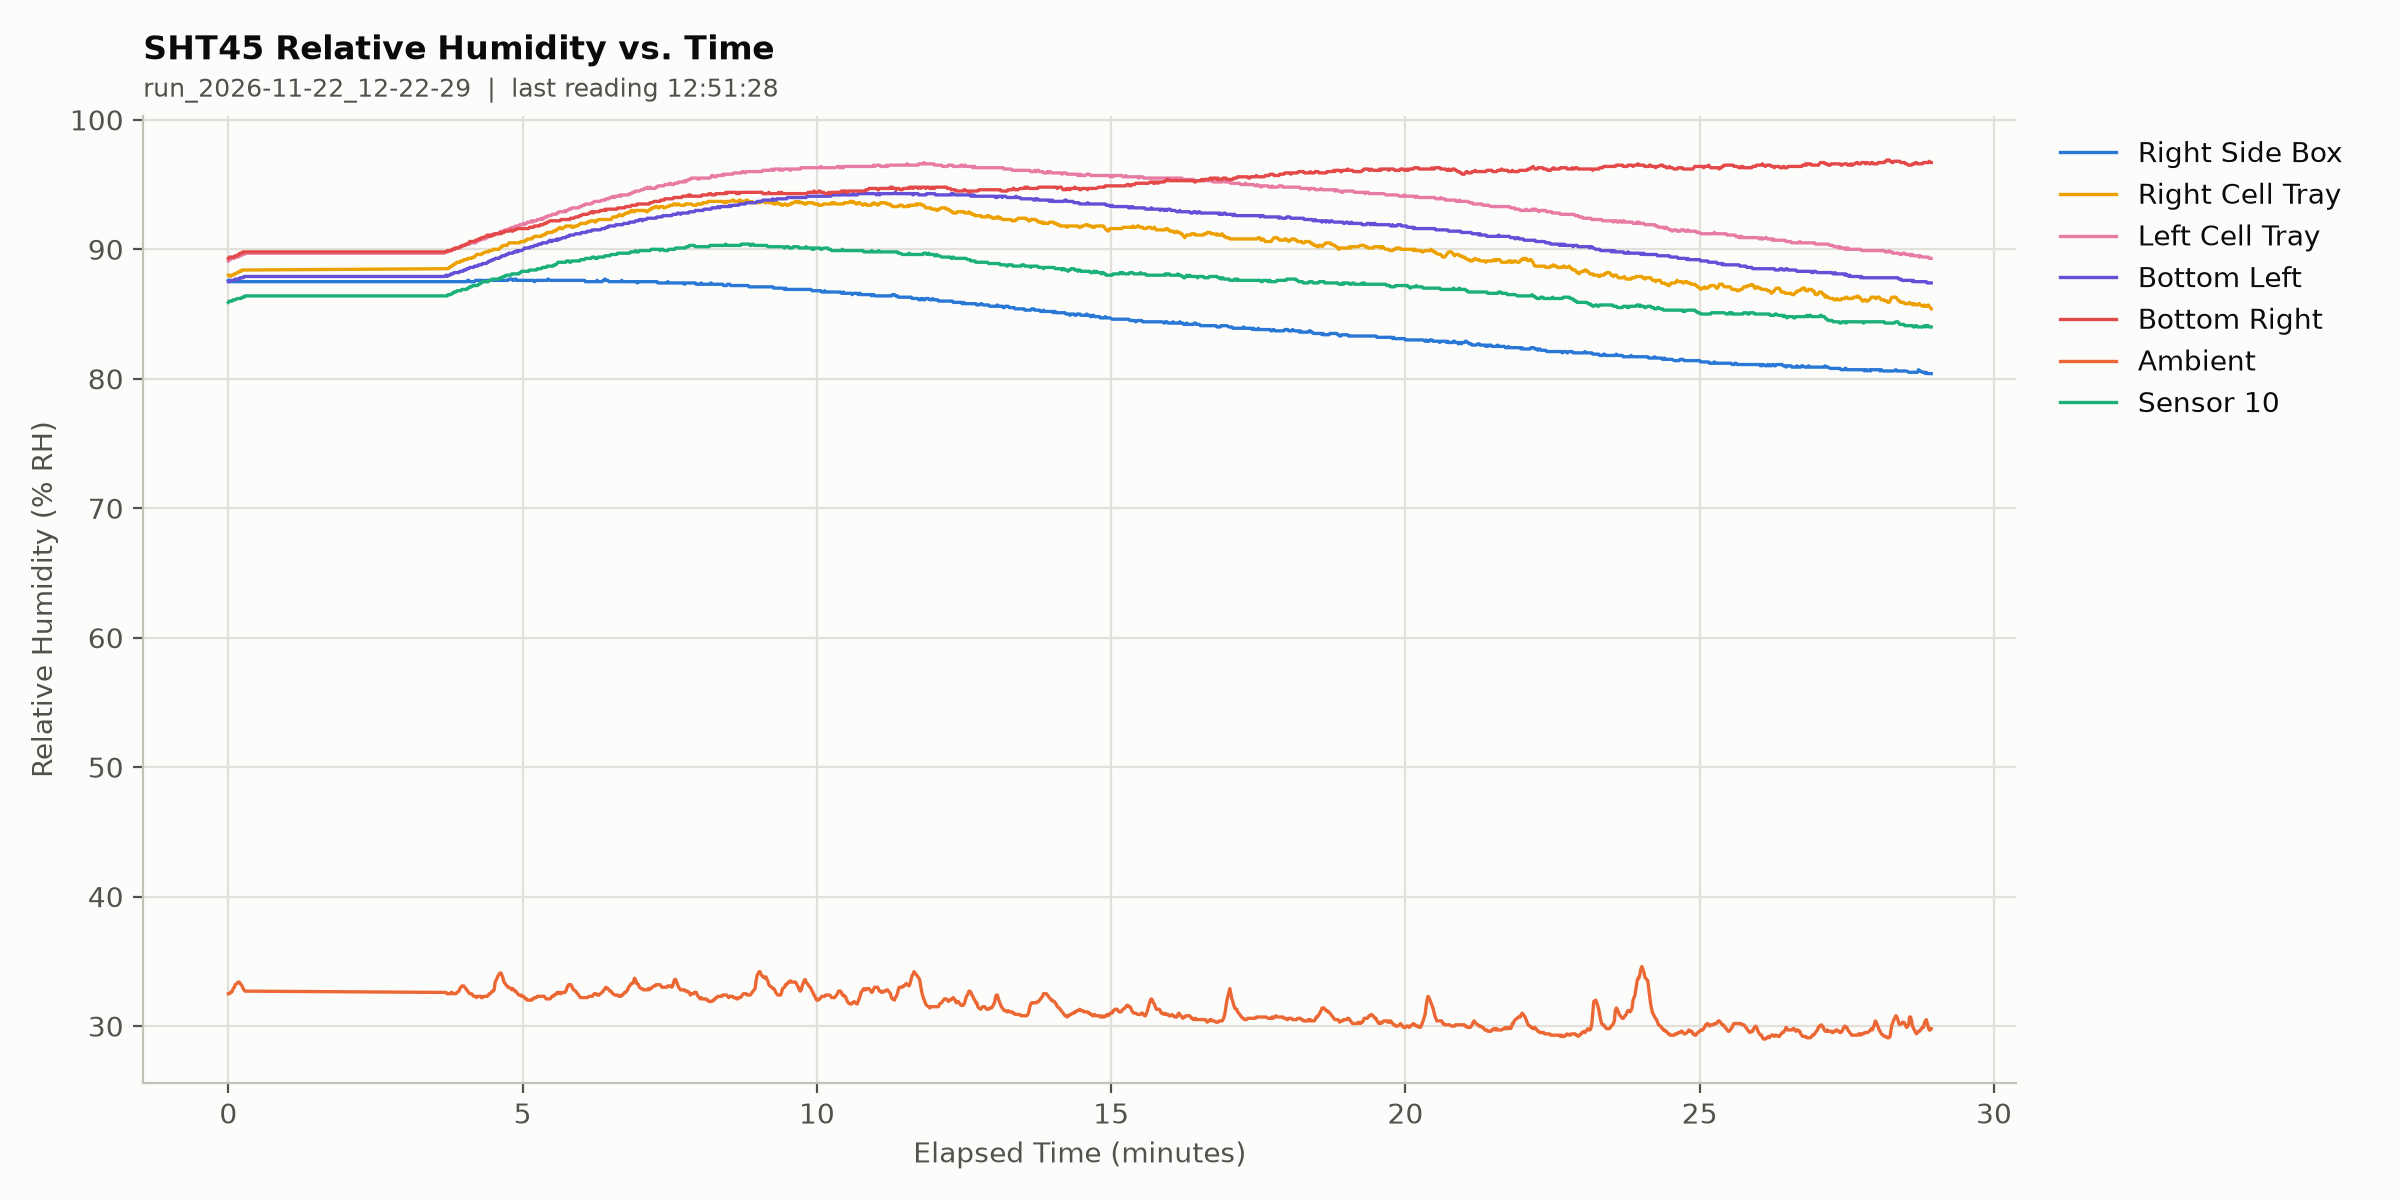 SHT45 Relative Humidity vs. Time
run_2026-11-22_12-22-29 | last reading 12:51:28
Relative Humidity (% RH)
100
90
80
70
60
50
40
30
0 5 10 15 20 25 30
Elapsed Time (minutes)
Right Side Box
Right Cell Tray
Left Cell Tray
Bottom Left
Bottom Right
Ambient
Sensor 10